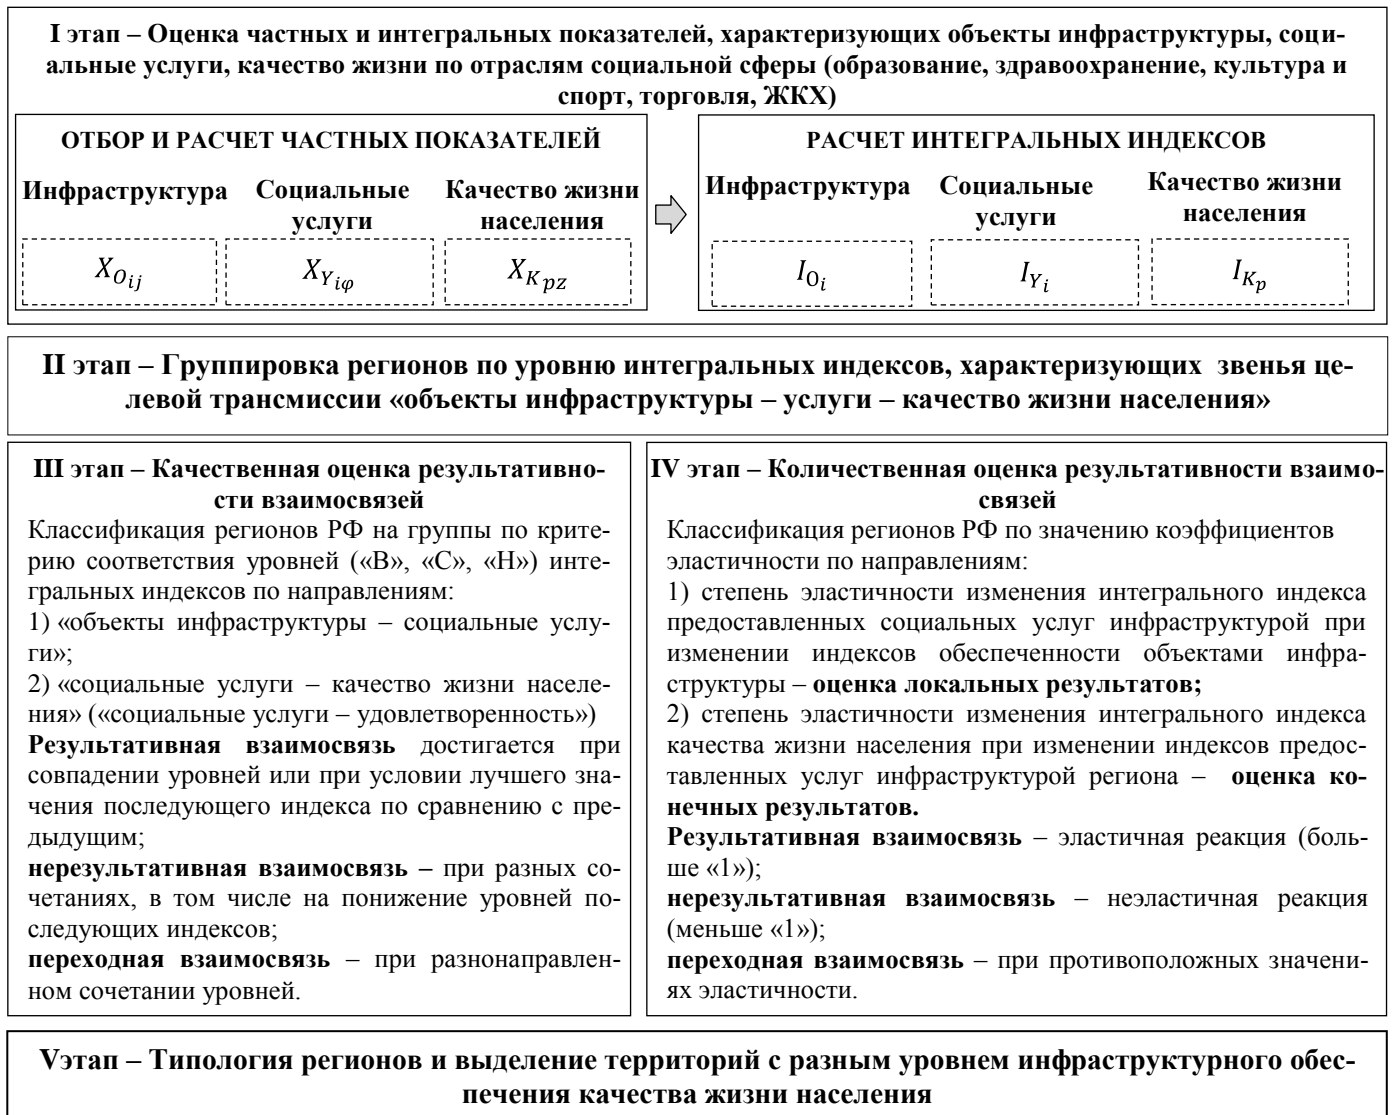 I этап – Оценка частных и интегральных показателей, характеризующих объекты инфраструктуры, соци-
альные услуги, качество жизни по отраслям социальной сферы (образование, здравоохранение, культура и
спорт, торговля, ЖКХ)
ОТБОР И РАСЧЕТ ЧАСТНЫХ ПОКАЗАТЕЛЕЙ
Инфраструктура
Социальные
услуги
Качество жизни
населения
X_{O_{ij}}
X_{Y_{iφ}}
X_{K_{pz}}
РАСЧЕТ ИНТЕГРАЛЬНЫХ ИНДЕКСОВ
Инфраструктура
Социальные
услуги
Качество жизни
населения
I_{O_i}
I_{Y_i}
I_{K_p}
II этап – Группировка регионов по уровню интегральных индексов, характеризующих звенья це-
левой трансмиссии «объекты инфраструктуры – услуги – качество жизни населения»
III этап – Качественная оценка результативно-
сти взаимосвязей
Классификация регионов РФ на группы по крите-
рию соответствия уровней («В», «С», «Н») инте-
гральных индексов по направлениям:
1) «объекты инфраструктуры – социальные услу-
ги»;
2) «социальные услуги – качество жизни населе-
ния» («социальные услуги – удовлетворенность»)
Результативная взаимосвязь достигается при
совпадении уровней или при условии лучшего зна-
чения последующего индекса по сравнению с пре-
дыдущим;
нерезультативная взаимосвязь – при разных со-
четаниях, в том числе на понижение уровней по-
следующих индексов;
переходная взаимосвязь – при разнонаправлен-
ном сочетании уровней.
IV этап – Количественная оценка результативности взаимо-
связей
Классификация регионов РФ по значению коэффициентов
эластичности по направлениям:
1) степень эластичности изменения интегрального индекса
предоставленных социальных услуг инфраструктурой при
изменении индексов обеспеченности объектами инфра-
структуры – оценка локальных результатов;
2) степень эластичности изменения интегрального индекса
качества жизни населения при изменении индексов предос-
тавленных услуг инфраструктурой региона – оценка ко-
нечных результатов.
Результативная взаимосвязь – эластичная реакция (боль-
ше «1»);
нерезультативная взаимосвязь – неэластичная реакция
(меньше «1»);
переходная взаимосвязь – при противоположных значени-
ях эластичности.
Vэтап – Типология регионов и выделение территорий с разным уровнем инфраструктурного обес-
печения качества жизни населения